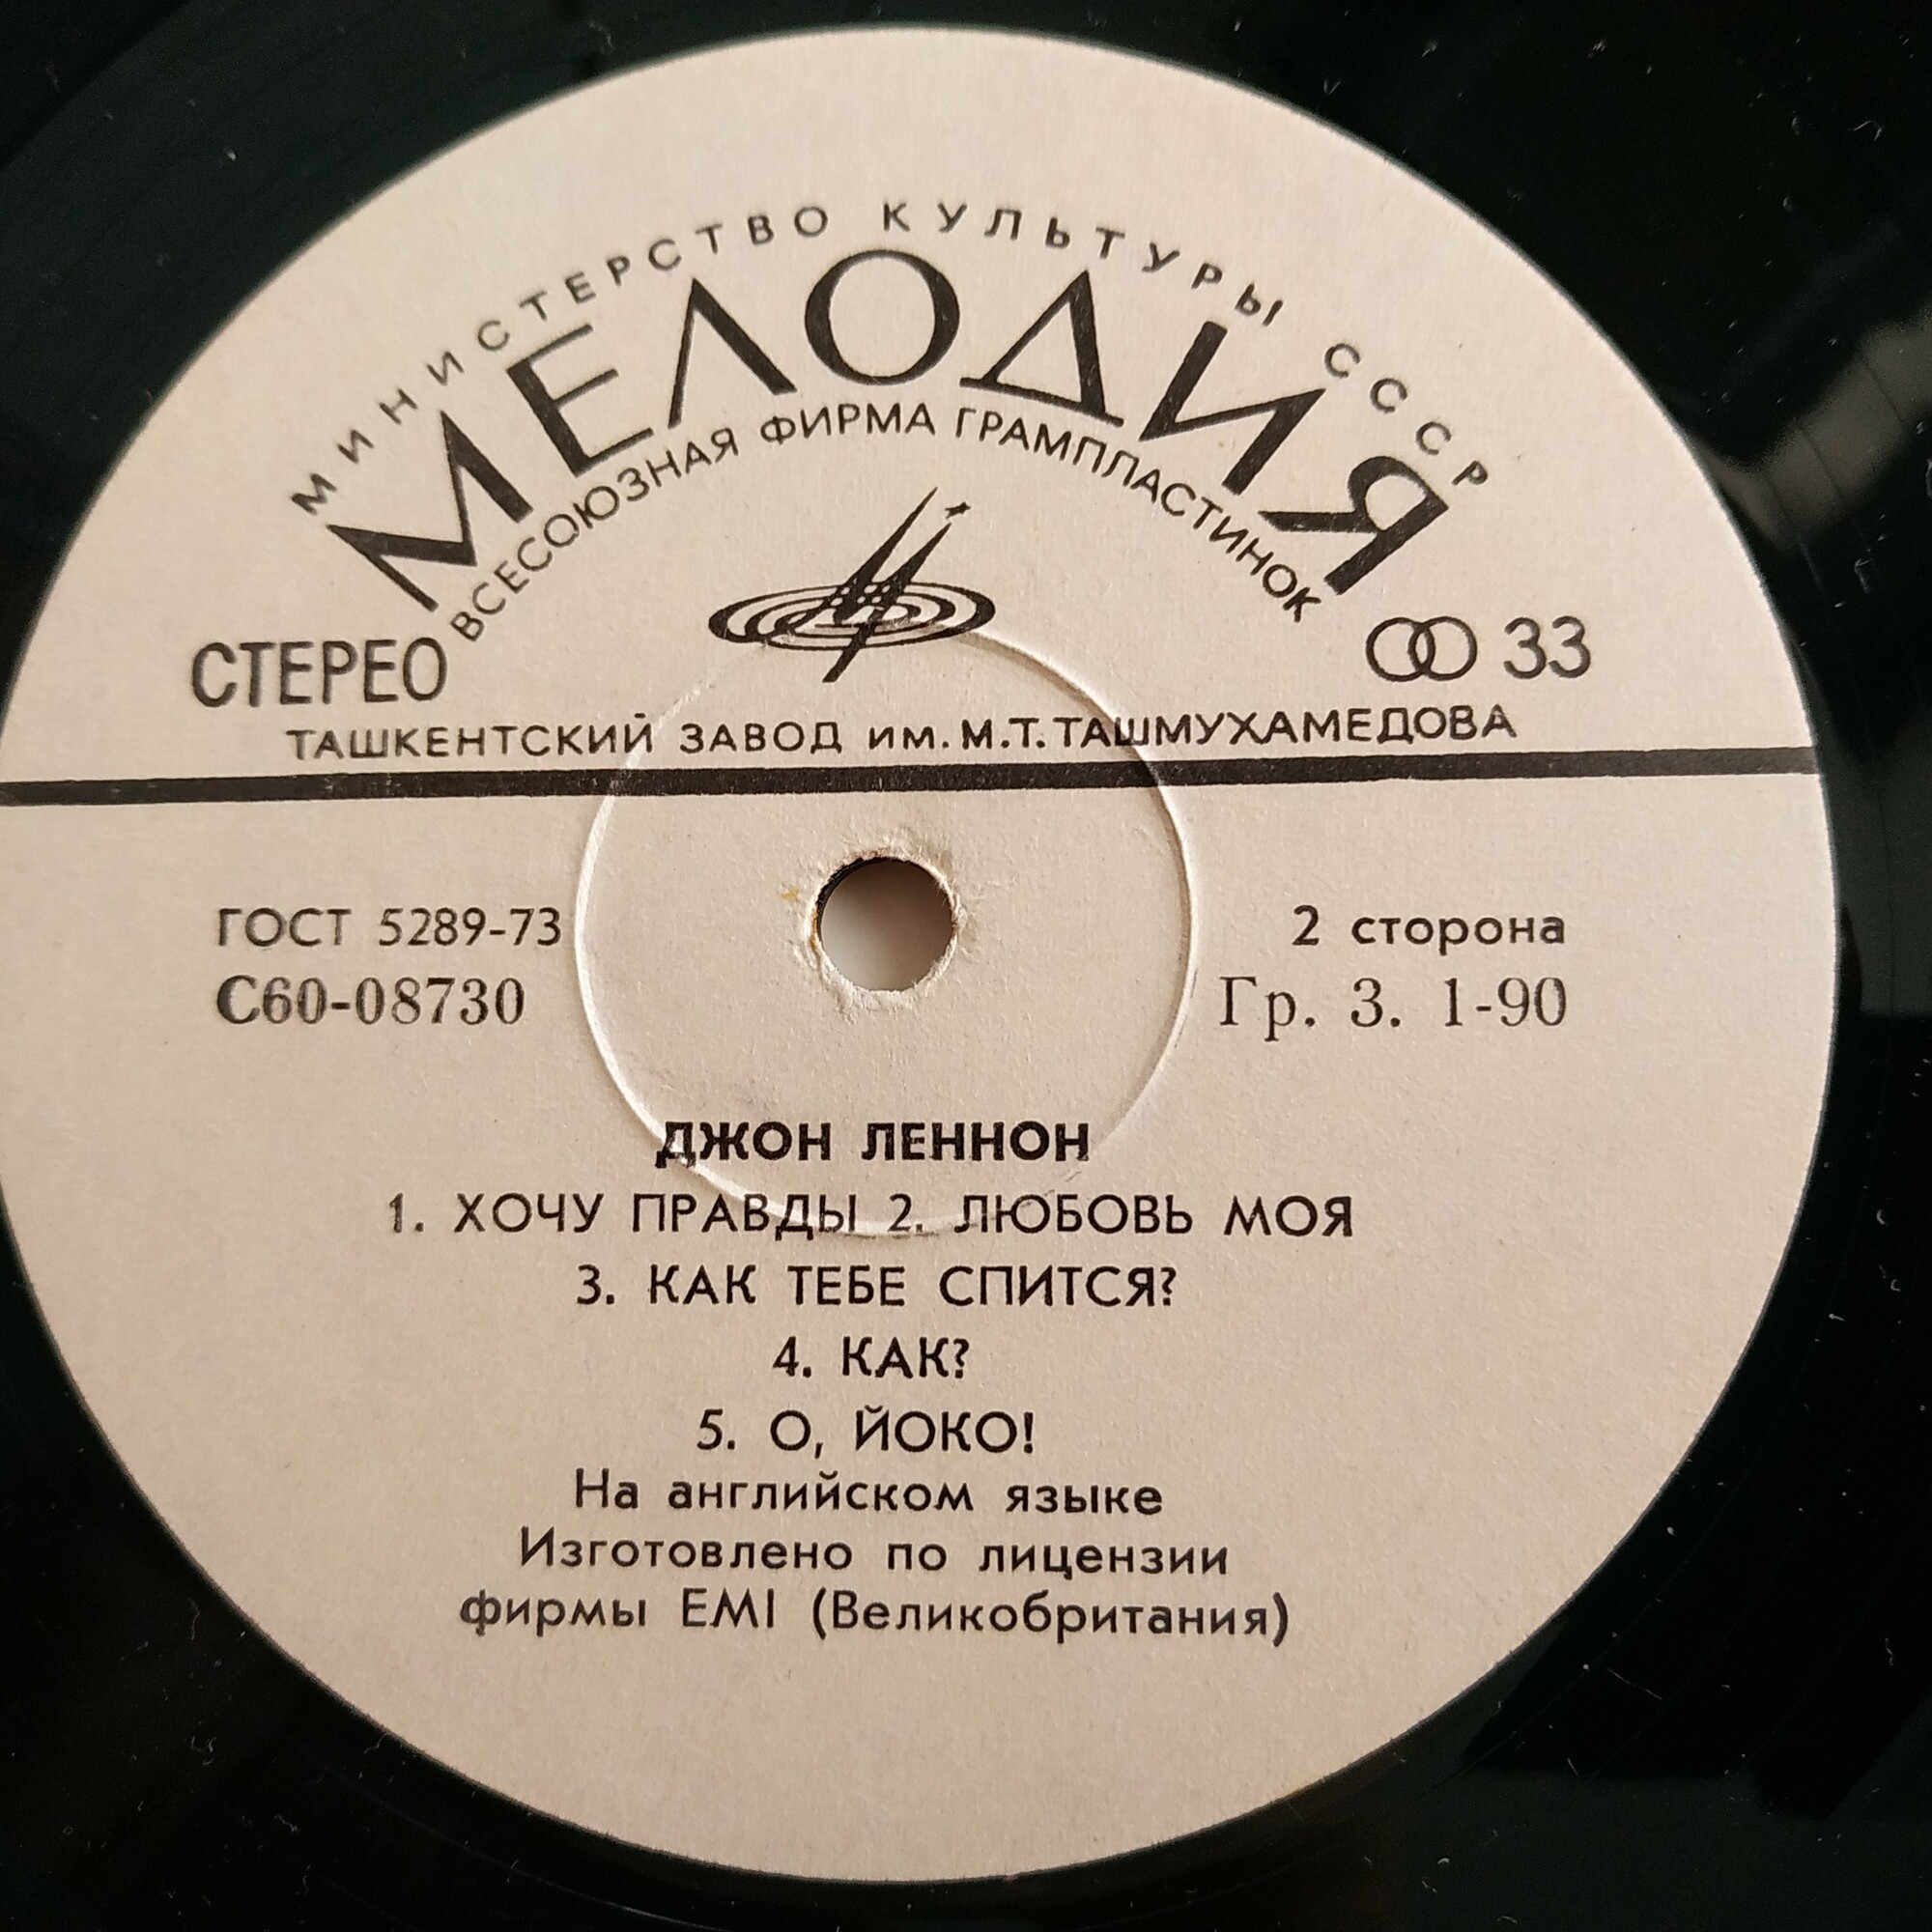 МИНИСТЕРСТВО КУЛЬТУРЫ СССР
МЕЛОДИЯ
ВСЕСОЮЗНАЯ ФИРМА ГРАМПЛАСТИНОК
СТЕРЕО 33
ТАШКЕНТСКИЙ ЗАВОД им. М.Т. ТАШМУХАМЕДОВА
ГОСТ 5289-73 2 сторона
С60-08730 Гр. 3. 1-90
ДЖОН ЛЕННОН
1. ХОЧУ ПРАВДЫ 2. ЛЮБОВЬ МОЯ
3. КАК ТЕБЕ СПИТСЯ?
4. КАК?
5. О, ЙОКО!
На английском языке
Изготовлено по лицензии
фирмы EMI (Великобритания)